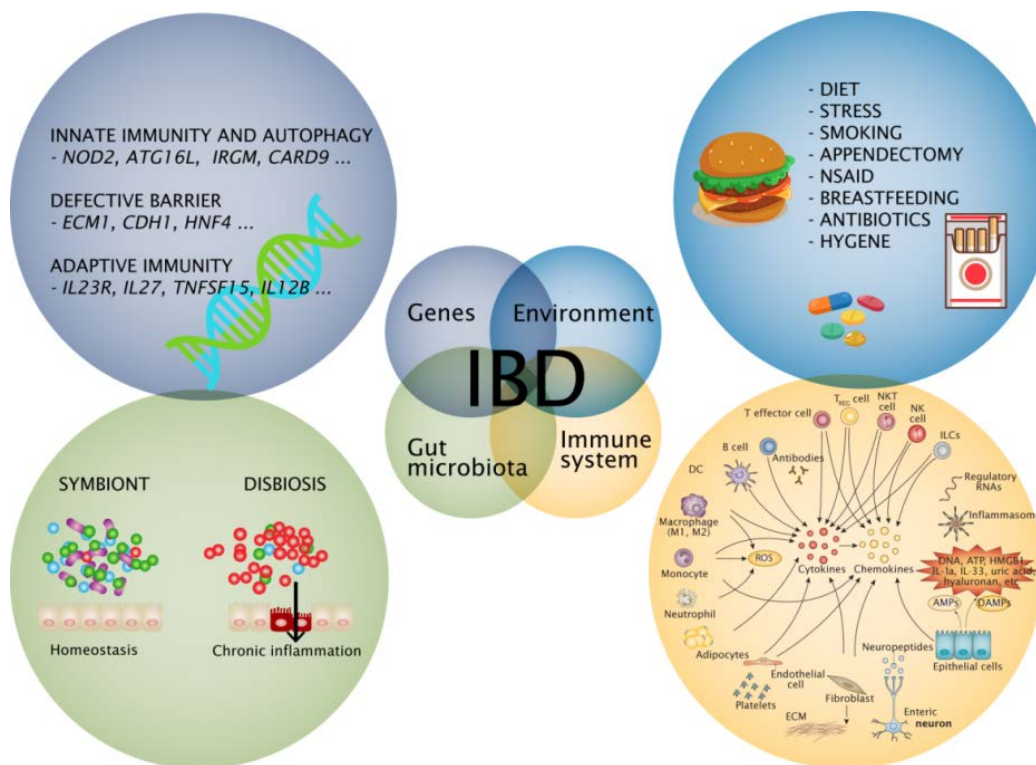 INNATE IMMUNITY AND AUTOPHAGY
- NOD2, ATG16L, IRGM, CARD9 ...
DEFECTIVE BARRIER
- ECM1, CDH1, HNF4 ...
ADAPTIVE IMMUNITY
- IL23R, IL27, TNFSF15, IL12B ...
- DIET
- STRESS
- SMOKING
- APPENDECTOMY
- NSAID
- BREASTFEEDING
- ANTIBIOTICS
- HYGENE
Genes
Environment
IBD
Gut
microbiota
Immune
system
SYMBIONT
DISBIOSIS
Homeostasis
Chronic inflammation
T effector cell
TREG cell
NKT
cell
NK
cell
ILCs
B cell
Antibodies
DC
Regulatory
RNAs
Macrophage
(M1, M2)
Inflammasome
ROS
Cytokines
Chemokines
DNA, ATP, HMGB1,
IL-1a, IL-33, uric acid,
hyaluronan, etc
Monocyte
Neutrophil
AMPs
DAMPs
Adipocytes
Neuropeptides
Epithelial cells
Endothelial
cell
Platelets
Fibroblast
ECM
Enteric
neuron